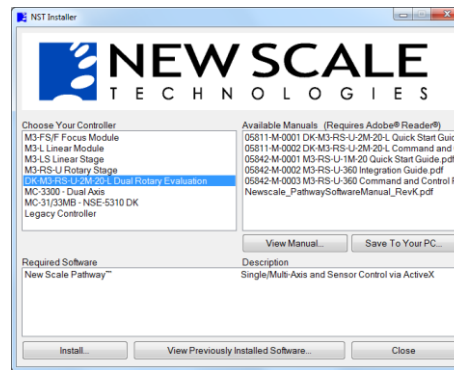 NST Installer
NEW SCALE
TECHNOLOGIES
Choose Your Controller
M3-FS/F Focus Module
M3-L Linear Module
M3-LS Linear Stage
M3-RS-U Rotary Stage
DK-M3-RS-U-2M-20-L Dual Rotary Evaluation
MC-3300 - Dual Axis
MC-31/33MB - NSE-5310 DK
Legacy Controller
Available Manuals (Requires Adobe® Reader®)
05811-M-0001 DK-M3-RS-U-2M-20-L Quick Start Guid
05811-M-0002 DK-M3-RS-U-2M-20-L Command and
05842-M-0001 M3-RS-U-1M-20 Quick Start Guide.pdf
05842-M-0002 M3-RS-U-360 Integration Guide.pdf
05842-M-0003 M3-RS-U-360 Command and Control
Newscale_PathwaySoftwareManual_RevK.pdf
View Manual... Save To Your PC...
Required Software Description
New Scale Pathway™ Single/Multi-Axis and Sensor Control via ActiveX
Install... View Previously Installed Software... Close